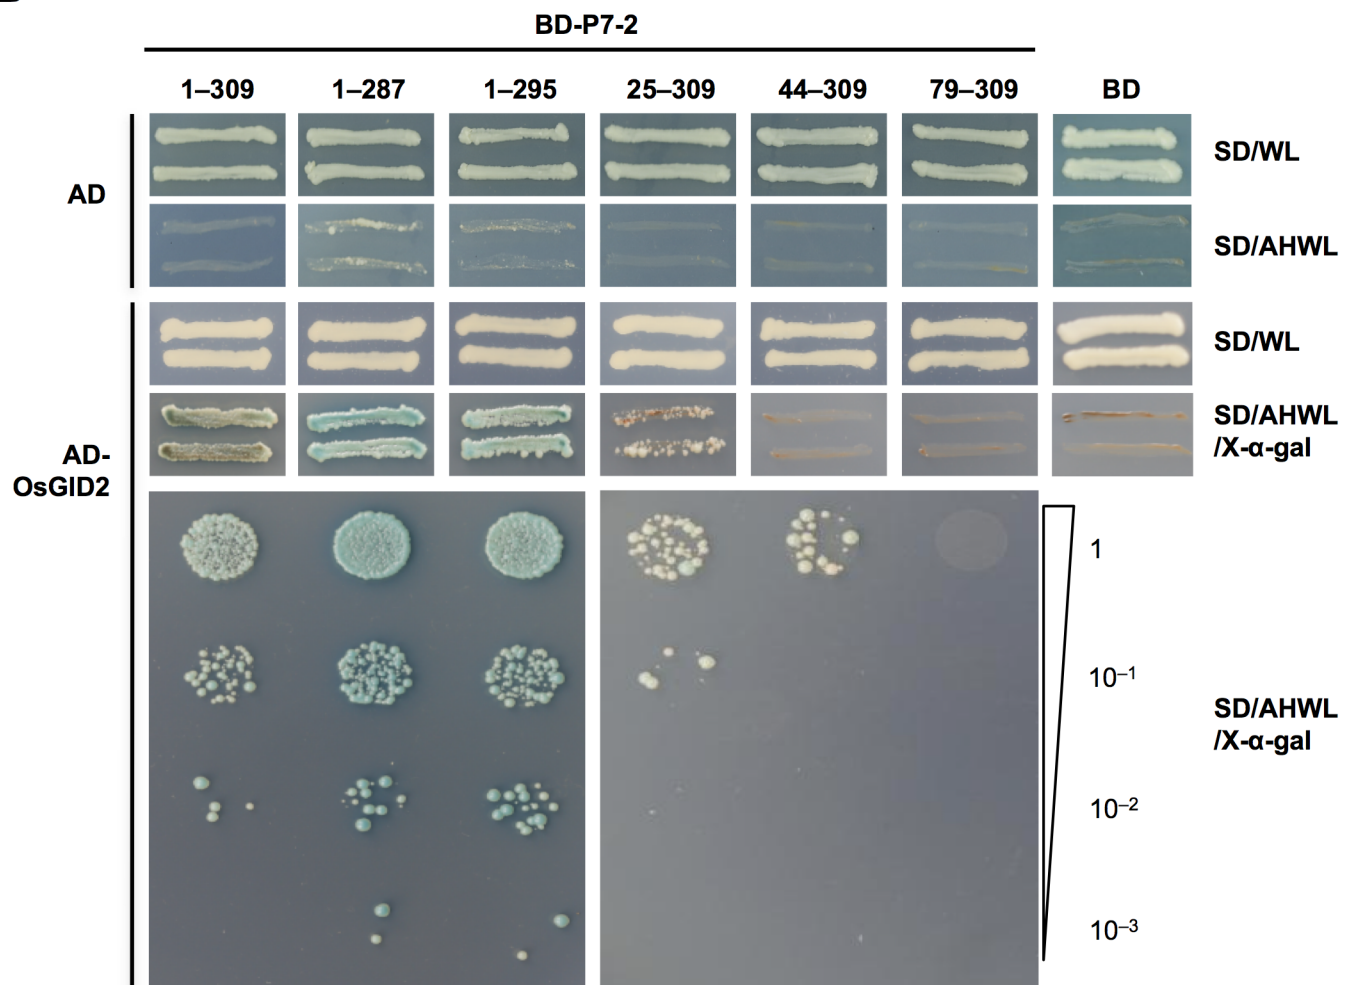 BD-P7-2
1–309 1–287 1–295 25–309 44–309 79–309 BD
AD
SD/WL
SD/AHWL
AD-
OsGID2
SD/WL
SD/AHWL
/X-α-gal
1
10⁻¹
10⁻²
10⁻³
SD/AHWL
/X-α-gal